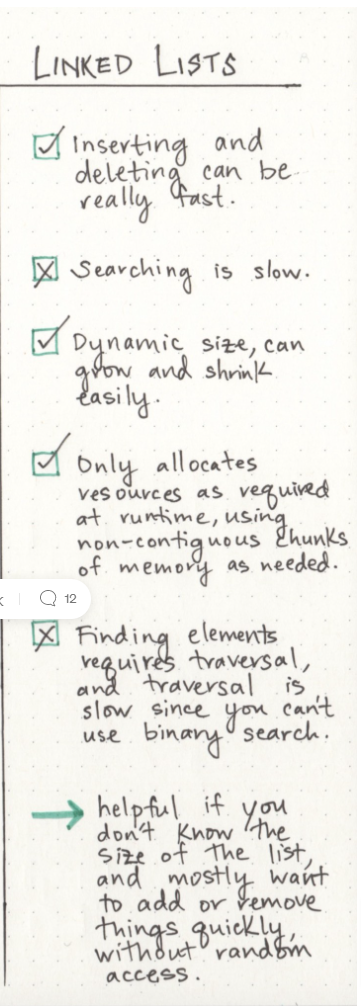 LINKED LISTS
Inserting and
deleting can be
really fast.
Searching is slow.
Dynamic size, can
grow and shrink
easily.
Only allocates
resources as required
at runtime, using
non-contiguous chunks
of memory as needed.
12
Finding elements
requires traversal,
and traversal is
slow since you can't
use binary search.
helpful if you
don't know the
size of the list,
and mostly want
to add or remove
things quickly,
without random
access.